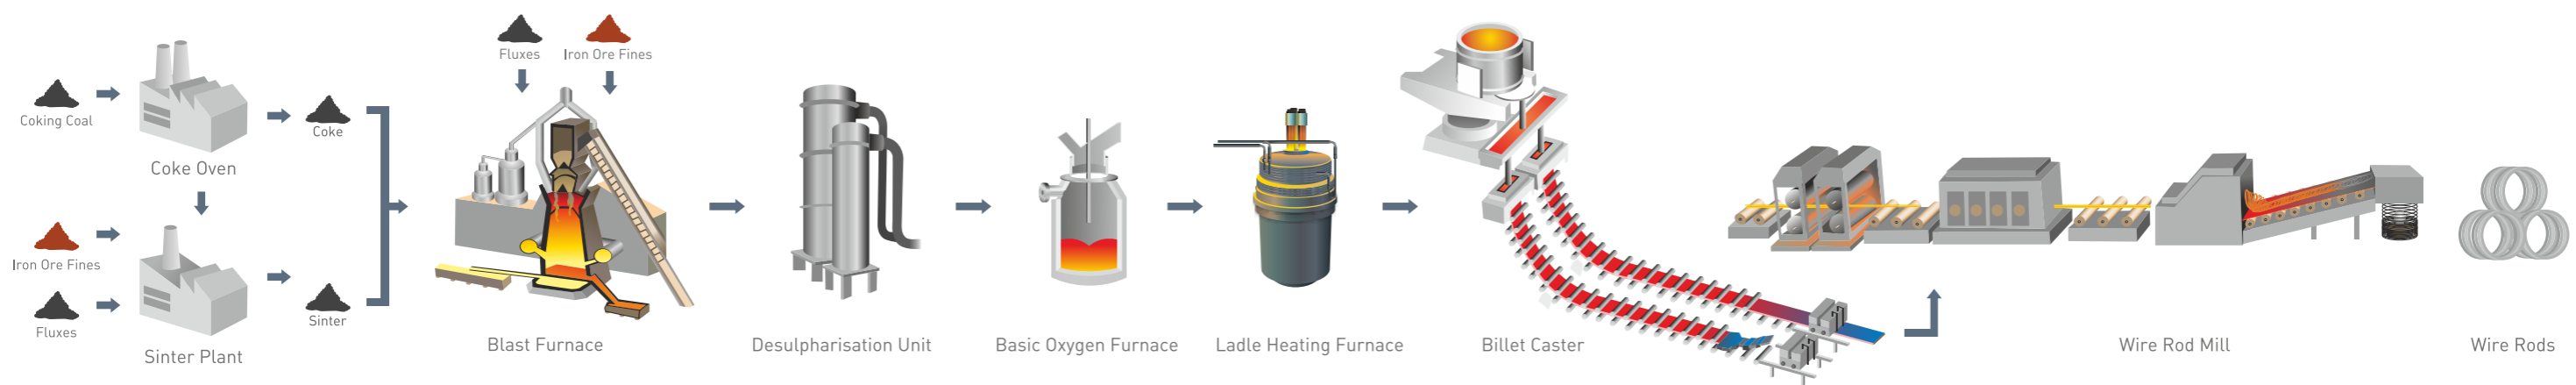 Coking Coal
Coke Oven
Coke
Iron Ore Fines
Fluxes
Sinter Plant
Sinter
Fluxes
Iron Ore Fines
Blast Furnace
Desulpharisation Unit
Basic Oxygen Furnace
Ladle Heating Furnace
Billet Caster
Wire Rod Mill
Wire Rods